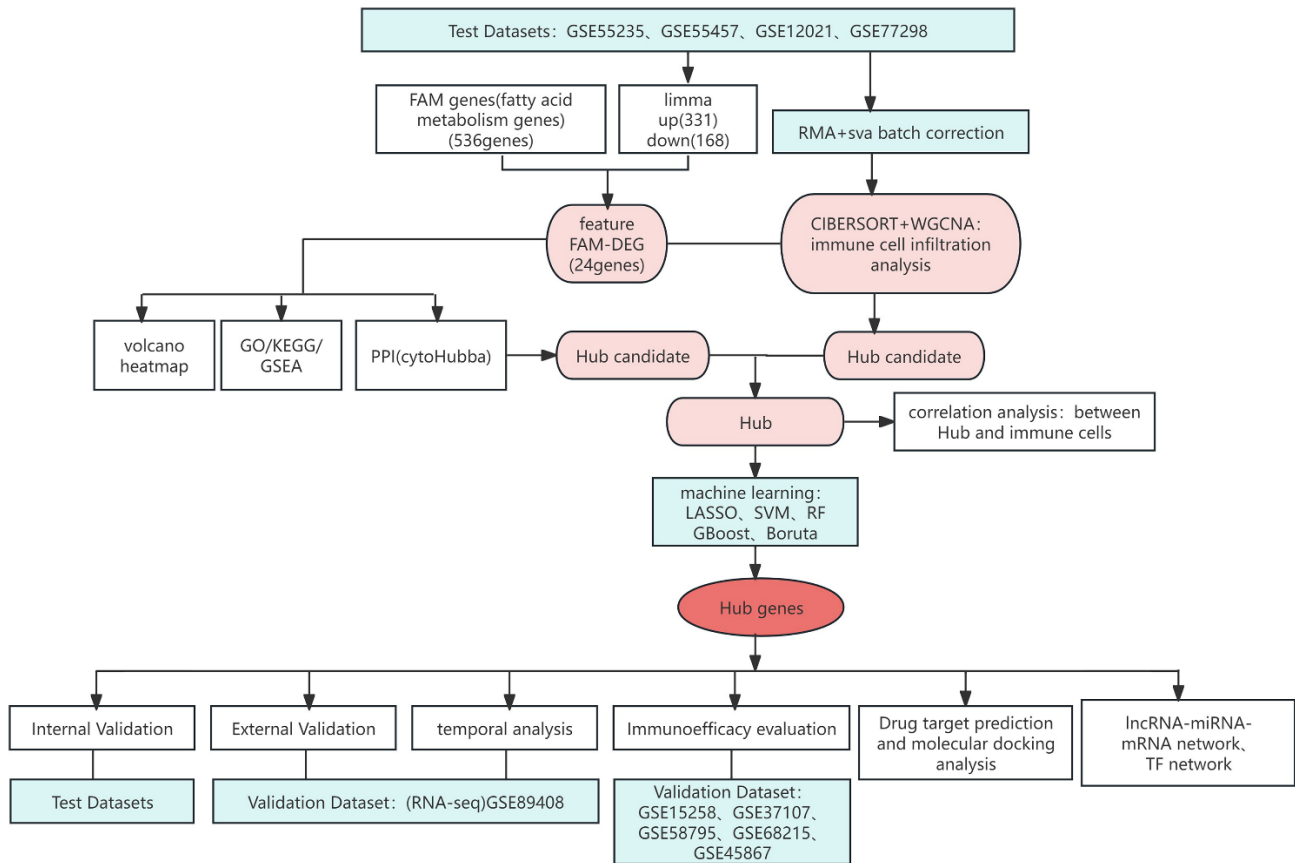 Test Datasets：GSE55235、GSE55457、GSE12021、GSE77298
FAM genes(fatty acid
metabolism genes)
(536genes)
limma
up(331)
down(168)
RMA+sva batch correction
feature
FAM-DEG
(24genes)
CIBERSORT+WGCNA：
immune cell infiltration
analysis
volcano
heatmap
GO/KEGG/
GSEA
PPI(cytoHubba)
Hub candidate
Hub candidate
Hub
correlation analysis：between
Hub and immune cells
machine learning：
LASSO、SVM、RF
GBoost、Boruta
Hub genes
Internal Validation
External Validation
temporal analysis
Immunoefficacy evaluation
Drug target prediction
and molecular docking
analysis
lncRNA-miRNA-
mRNA network、
TF network
Test Datasets
Validation Dataset：(RNA-seq)GSE89408
Validation Dataset：
GSE15258、GSE37107、
GSE58795、GSE68215、
GSE45867